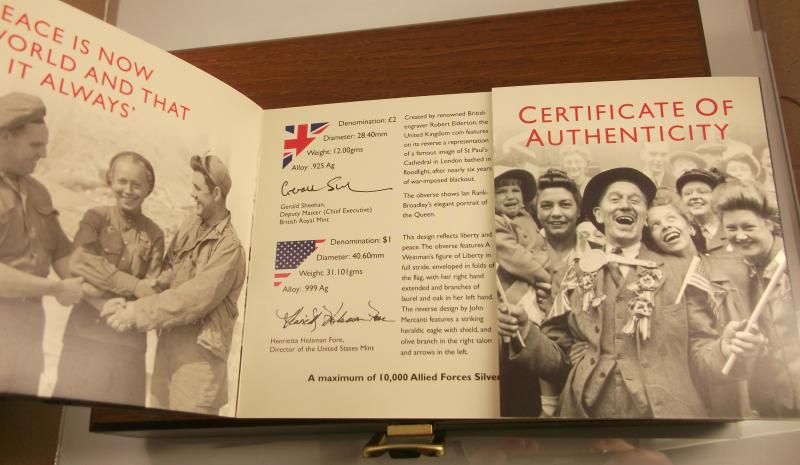 EACE IS NOW
WORLD AND THAT
IT ALWAYS'
Denomination: £2
Diameter: 28.40mm
Weight: 12.00gms
Alloy: .925 Ag
Gerald Sheehan,
Deputy Master (Chief Executive)
British Royal Mint
Denomination: $1
Diameter: 40.60mm
Weight: 31.101gms
Alloy: .999 Ag
Henrietta Holsman Fore,
Director of the United States Mint
Created by renowned British
engraver Robert Elderton, the
United Kingdom coin features
on its reverse a representation
of a famous image of St Paul's
Cathedral in London bathed in
floodlight, after nearly six years
of war-imposed blackout.
The obverse shows Ian Rank-
Broadley's elegant portrait of
the Queen.
This design reflects liberty and
peace. The obverse features A
Weinman's figure of Liberty in
full stride, enveloped in folds of
the flag, with her right hand
extended and branches of
laurel and oak in her left hand.
The reverse design by John
Mercanti features a striking
heraldic eagle with shield, and
olive branch in the right talon
and arrows in the left.
A maximum of 10,000 Allied Forces Silver
CERTIFICATE OF
AUTHENTICITY